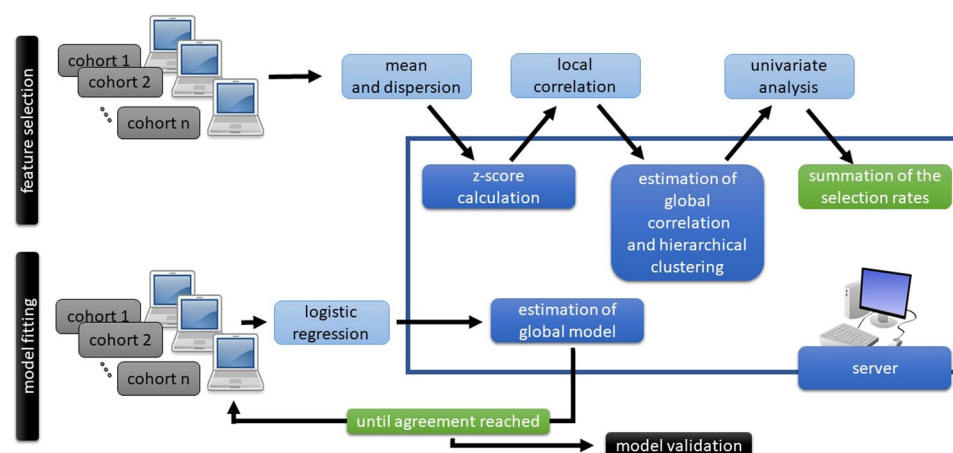 feature selection
cohort 1
cohort 2
cohort n
mean
and dispersion
local
correlation
univariate
analysis
z-score
calculation
estimation of
global
correlation
and hierarchical
clustering
summation of the
selection rates
model fitting
cohort 1
cohort 2
cohort n
logistic
regression
estimation of
global model
server
until agreement reached
model validation